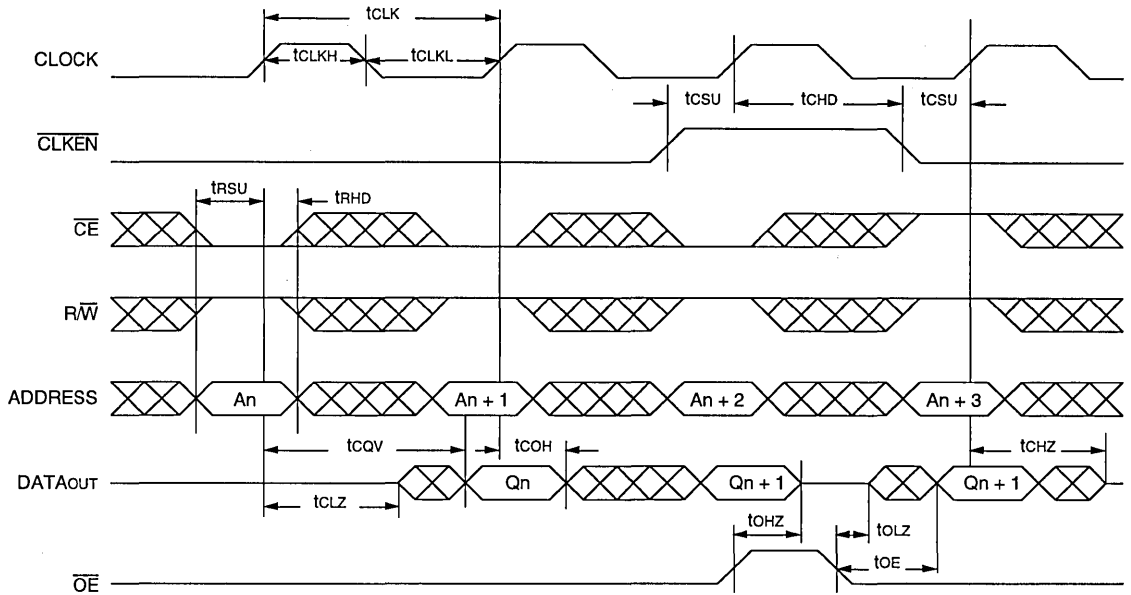 tCLK
CLOCK
tCLKH tCLKL
tCSU tCHD tCSU
CLKEN
tRSU tRHD
CE
R/W
ADDRESS An An + 1 An + 2 An + 3
tCQV tCQH tCHZ
DATAOUT Qn Qn + 1 Qn + 1
tCLZ
tOHZ tOLZ
tOE
OE